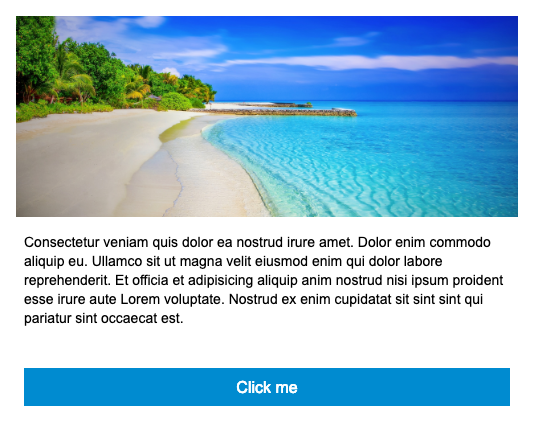 Consectetur veniam quis dolor ea nostrud irure amet. Dolor enim commodo
aliquip eu. Ullamco sit ut magna velit eiusmod enim qui dolor labore
reprehenderit. Et officia et adipisicing aliquip anim nostrud nisi ipsum proident
esse irure aute Lorem voluptate. Nostrud ex enim cupidatat sit sint sint qui
pariatur sint occaecat est.
Click me